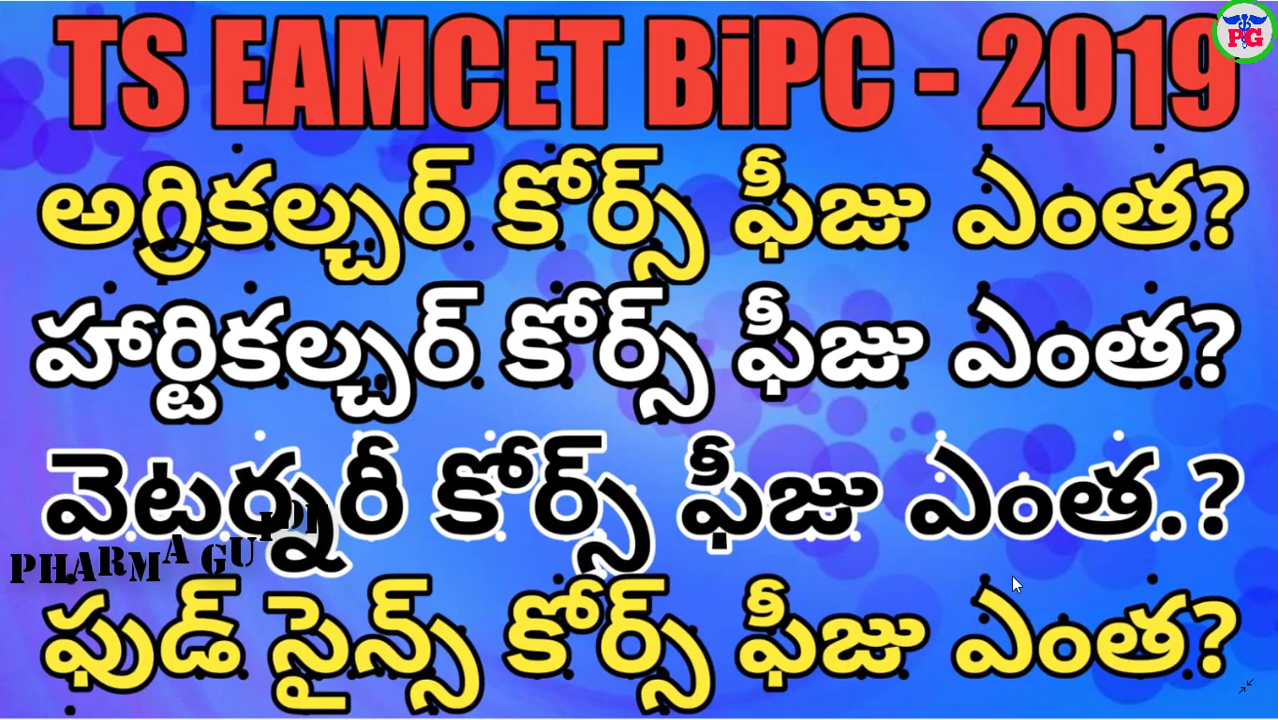 TS EAMCET BiPC - 2019
PG
అగ్రికల్చర్ కోర్స్ ఫీజు ఎంత?
హార్టికల్చర్ కోర్స్ ఫీజు ఎంత?
వెటర్నరీ కోర్స్ ఫీజు ఎంత.?
PHARMA GUIDE
ఫుడ్ సైన్స్ కోర్స్ ఫీజు ఎంత?